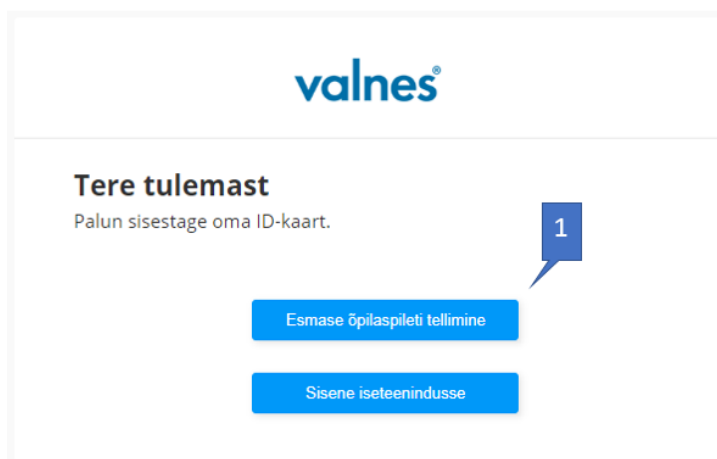 valnes®
Tere tulemast
Palun sisestage oma ID-kaart.
1
Esmase õpilaspileti tellimine
Sisene iseteenindusse